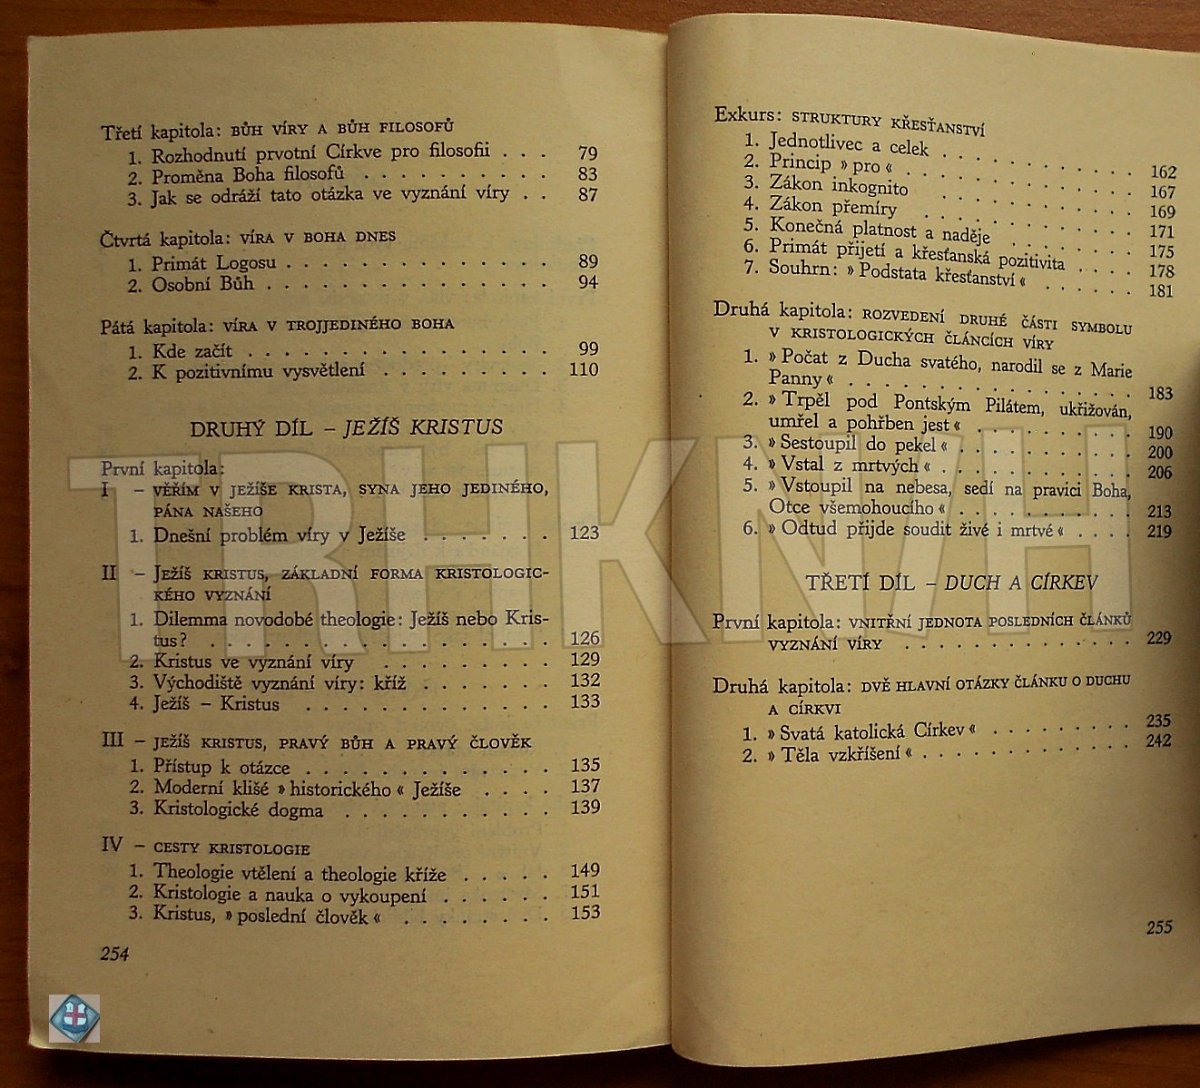 Třetí kapitola: BŮH VÍRY A BŮH FILOSOFŮ
1. Rozhodnutí prvotní Církve pro filosofii . . . 79
2. Proměna Boha filosofů . . . . . . . . . . 83
3. Jak se odráží tato otázka ve vyznání víry . . 87
Čtvrtá kapitola: VÍRA V BOHA DNES
1. Primát Logosu . . . . . . . . . . . . . . 89
2. Osobní Bůh . . . . . . . . . . . . . . . 94
Pátá kapitola: VÍRA V TROJJEDINÉHO BOHA
1. Kde začít . . . . . . . . . . . . . . . . 99
2. K pozitivnímu vysvětlení . . . . . . . . . 110
DRUHÝ DÍL – JEŽÍŠ KRISTUS
První kapitola:
I – VĚŘÍM V JEŽÍŠE KRISTA, SYNA JEHO JEDINÉHO,
PÁNA NAŠEHO
1. Dnešní problém víry v Ježíše . . . . . . . 123
II – JEŽÍŠ KRISTUS, ZÁKLADNÍ FORMA KRISTOLOGIC-
KÉHO VYZNÁNÍ
1. Dilemma novodobé theologie: Ježíš nebo Kris-
tus? . . . . . . . . . . . . . . . . . . 126
2. Kristus ve vyznání víry . . . . . . . . . 129
3. Východiště vyznání víry: kříž . . . . . . . 132
4. Ježíš – Kristus . . . . . . . . . . . . . 133
III – JEŽÍŠ KRISTUS, PRAVÝ BŮH A PRAVÝ ČLOVĚK
1. Přístup k otázce . . . . . . . . . . . . . 135
2. Moderní klišé »historického« Ježíše . . . . 137
3. Kristologické dogma . . . . . . . . . . . 139
IV – CESTY KRISTOLOGIE
1. Theologie vtělení a theologie kříže . . . . . 149
2. Kristologie a nauka o vykoupení . . . . . . 151
3. Kristus, »poslední člověk« . . . . . . . . 153
254
Exkurs: STRUKTURY KŘESŤANSTVÍ
1. Jednotlivec a celek . . . . . . . . . . . 162
2. Princip »pro« . . . . . . . . . . . . . . 167
3. Zákon inkognito . . . . . . . . . . . . . 169
4. Zákon přemíry . . . . . . . . . . . . . 171
5. Konečná platnost a naděje . . . . . . . . 175
6. Primát přijetí a křesťanská pozitivita . . . . 178
7. Souhrn: »Podstata křesťanství« . . . . . . 181
Druhá kapitola: ROZVEDENÍ DRUHÉ ČÁSTI SYMBOLU
V KRISTOLOGICKÝCH ČLÁNCÍCH VÍRY
1. »Počat z Ducha svatého, narodil se z Marie
Panny« . . . . . . . . . . . . . . . . . 183
2. »Trpěl pod Pontským Pilátem, ukřižován,
umřel a pohřben jest« . . . . . . . . . . 190
3. »Sestoupil do pekel« . . . . . . . . . . . 200
4. »Vstal z mrtvých« . . . . . . . . . . . . 206
5. »Vstoupil na nebesa, sedí na pravici Boha,
Otce všemohoucího« . . . . . . . . . . . 213
6. »Odtud přijde soudit živé i mrtvé« . . . . 219
TŘETÍ DÍL – DUCH A CÍRKEV
První kapitola: VNITŘNÍ JEDNOTA POSLEDNÍCH ČLÁNKŮ
VYZNÁNÍ VÍRY . . . . . . . . . . . . . 229
Druhá kapitola: DVĚ HLAVNÍ OTÁZKY ČLÁNKU O DUCHU
A CÍRKVI
1. »Svatá katolická Církev« . . . . . . . . . 235
2. »Těla vzkříšení« . . . . . . . . . . . . . 242
255
TRHKNVH